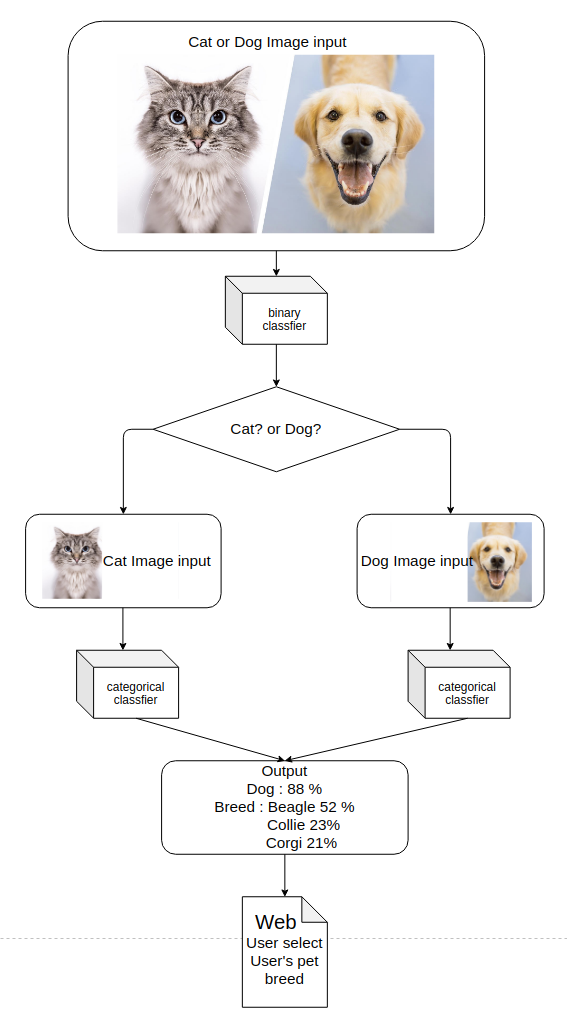 Cat or Dog Image input
binary
classfier
Cat? or Dog?
Cat Image input
Dog Image input
categorical
classfier
categorical
classfier
Output
Dog : 88 %
Breed : Beagle 52 %
Collie 23%
Corgi 21%
Web
User select
User's pet
breed